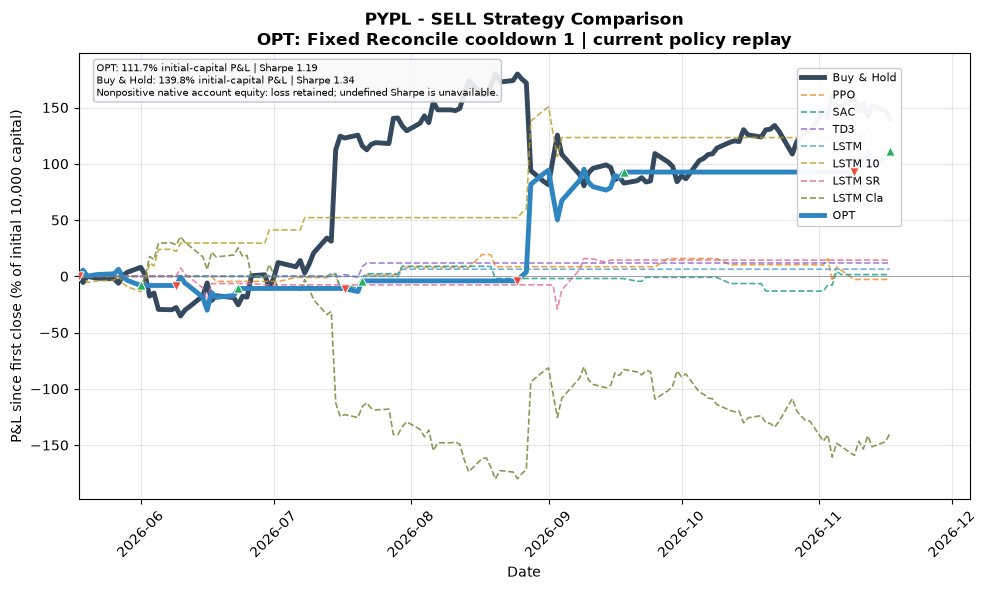 PYPL - SELL Strategy Comparison
OPT: Fixed Reconcile cooldown 1 | current policy replay
OPT: 111.7% initial-capital P&L | Sharpe 1.19
Buy & Hold: 139.8% initial-capital P&L | Sharpe 1.34
Nonpositive native account equity: loss retained; undefined Sharpe is unavailable.
Buy & Hold
PPO
SAC
TD3
LSTM
LSTM 10
LSTM SR
LSTM Cla
OPT
P&L since first close (% of initial 10,000 capital)
150
100
50
0
−50
−100
−150
2026-06
2026-07
2026-08
2026-09
2026-10
2026-11
2026-12
Date